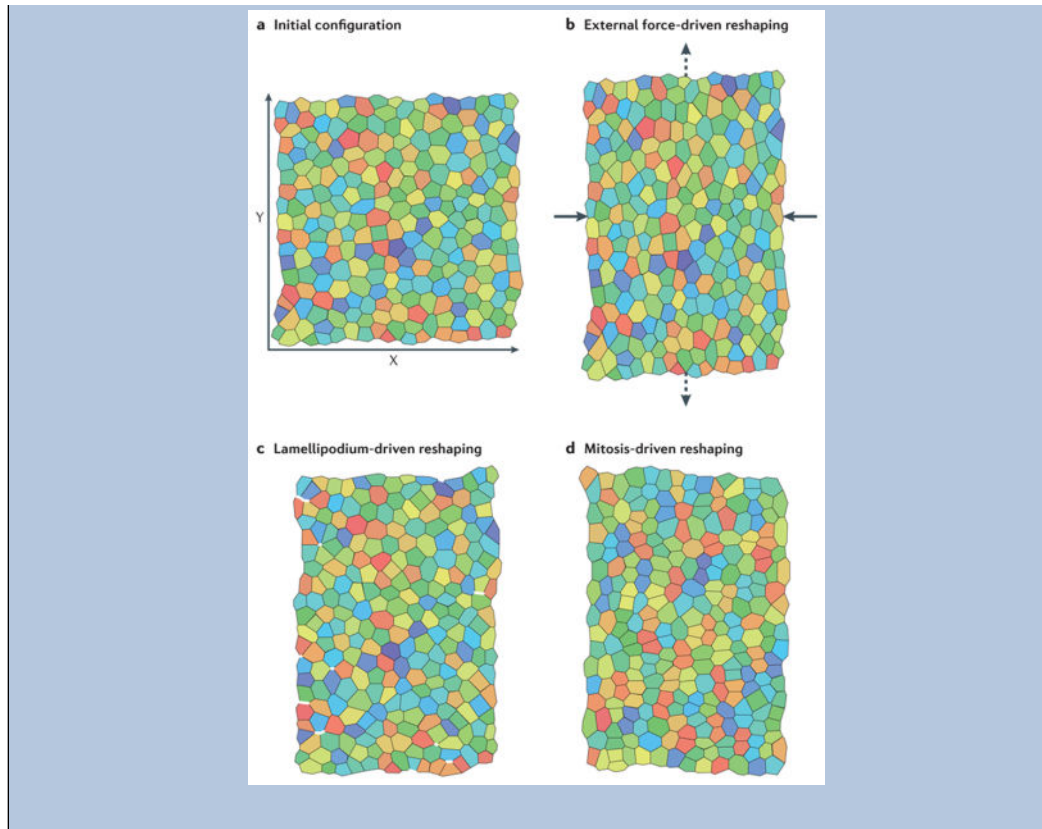 a Initial configuration
b External force-driven reshaping
Y
X
c Lamellipodium-driven reshaping
d Mitosis-driven reshaping